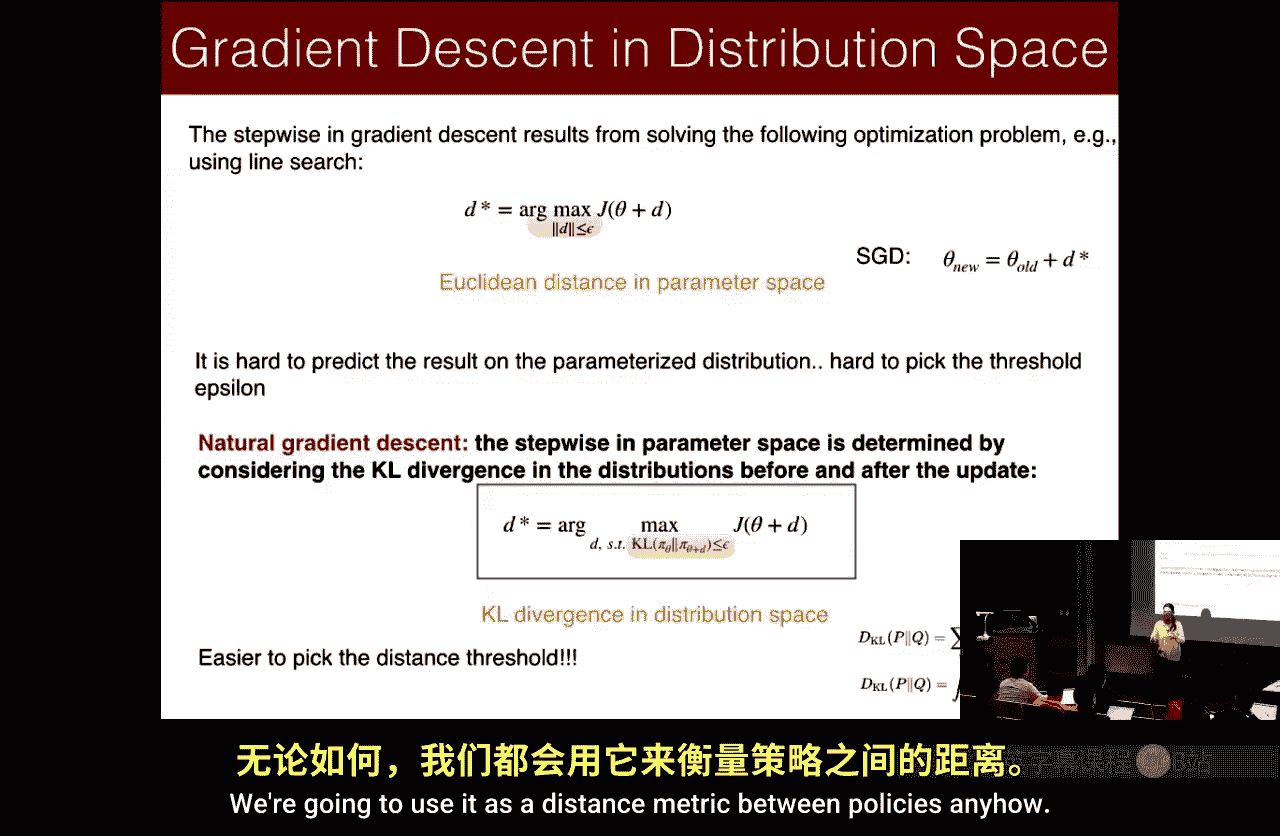 Gradient Descent in Distribution Space
The stepwise in gradient descent results from solving the following optimization problem, e.g.,
using line search:
d* = arg max J(θ + d)
‖d‖≤ϵ
SGD: θnew = θold + d*
Euclidean distance in parameter space
It is hard to predict the result on the parameterized distribution.. hard to pick the threshold
epsilon
Natural gradient descent: the stepwise in parameter space is determined by
considering the KL divergence in the distributions before and after the update:
d* = arg max J(θ + d)
d, s.t. KL(πθ‖πθ+d)≤ϵ
KL divergence in distribution space
DKL(P‖Q) = ∑
Easier to pick the distance threshold!!!
DKL(P‖Q) = ∫
无论如何，我们都会用它来衡量策略之间的距离。
字幕课程
We're going to use it as a distance metric between policies anyhow.